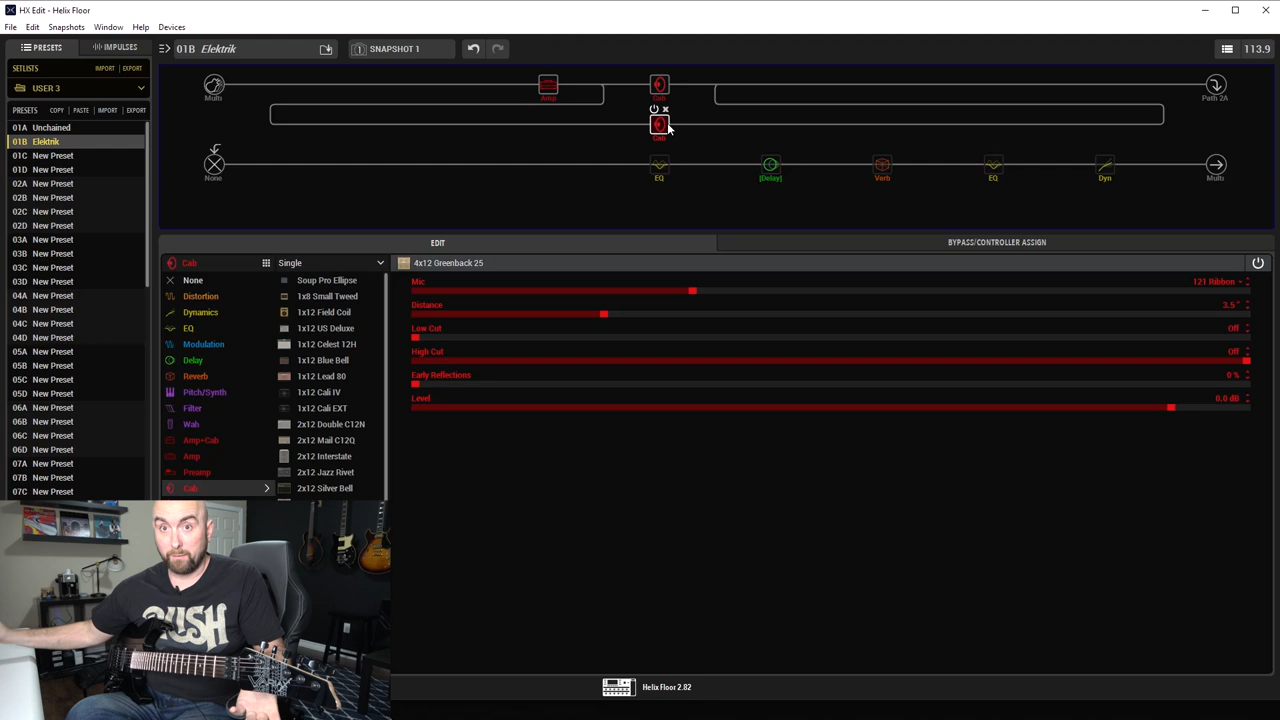 HX Edit - Helix Floor
File Edit Snapshots Window Help Devices
PRESETS IMPULSES
01B Elektrik
1 SNAPSHOT 1
113.9
SETLISTS IMPORT EXPORT
USER 3
PRESETS COPY PASTE IMPORT EXPORT
01A Unchained
01B Elektrik
01C New Preset
01D New Preset
02A New Preset
02B New Preset
02C New Preset
02D New Preset
03A New Preset
03B New Preset
03C New Preset
03D New Preset
04A New Preset
04B New Preset
04C New Preset
04D New Preset
05A New Preset
05B New Preset
05C New Preset
05D New Preset
06A New Preset
06B New Preset
06C New Preset
06D New Preset
07A New Preset
07B New Preset
07C New Preset
Multi Amp Cab Path 2A
Cab
None EQ [Delay] Verb EQ Dyn Multi
EDIT BYPASS/CONTROLLER ASSIGN
Cab Single
None
Distortion
Dynamics
EQ
Modulation
Delay
Reverb
Pitch/Synth
Filter
Wah
Amp+Cab
Amp
Preamp
Cab
Soup Pro Ellipse
1x8 Small Tweed
1x12 Field Coil
1x12 US Deluxe
1x12 Celest 12H
1x12 Blue Bell
1x12 Lead 80
1x12 Cali IV
1x12 Cali EXT
2x12 Double C12N
2x12 Mail C12Q
2x12 Interstate
2x12 Jazz Rivet
2x12 Silver Bell
4x12 Greenback 25
Mic 121 Ribbon
Distance 3.5 "
Low Cut Off
High Cut Off
Early Reflections 0 %
Level 0.0 dB
RUSH
Helix Floor 2.82